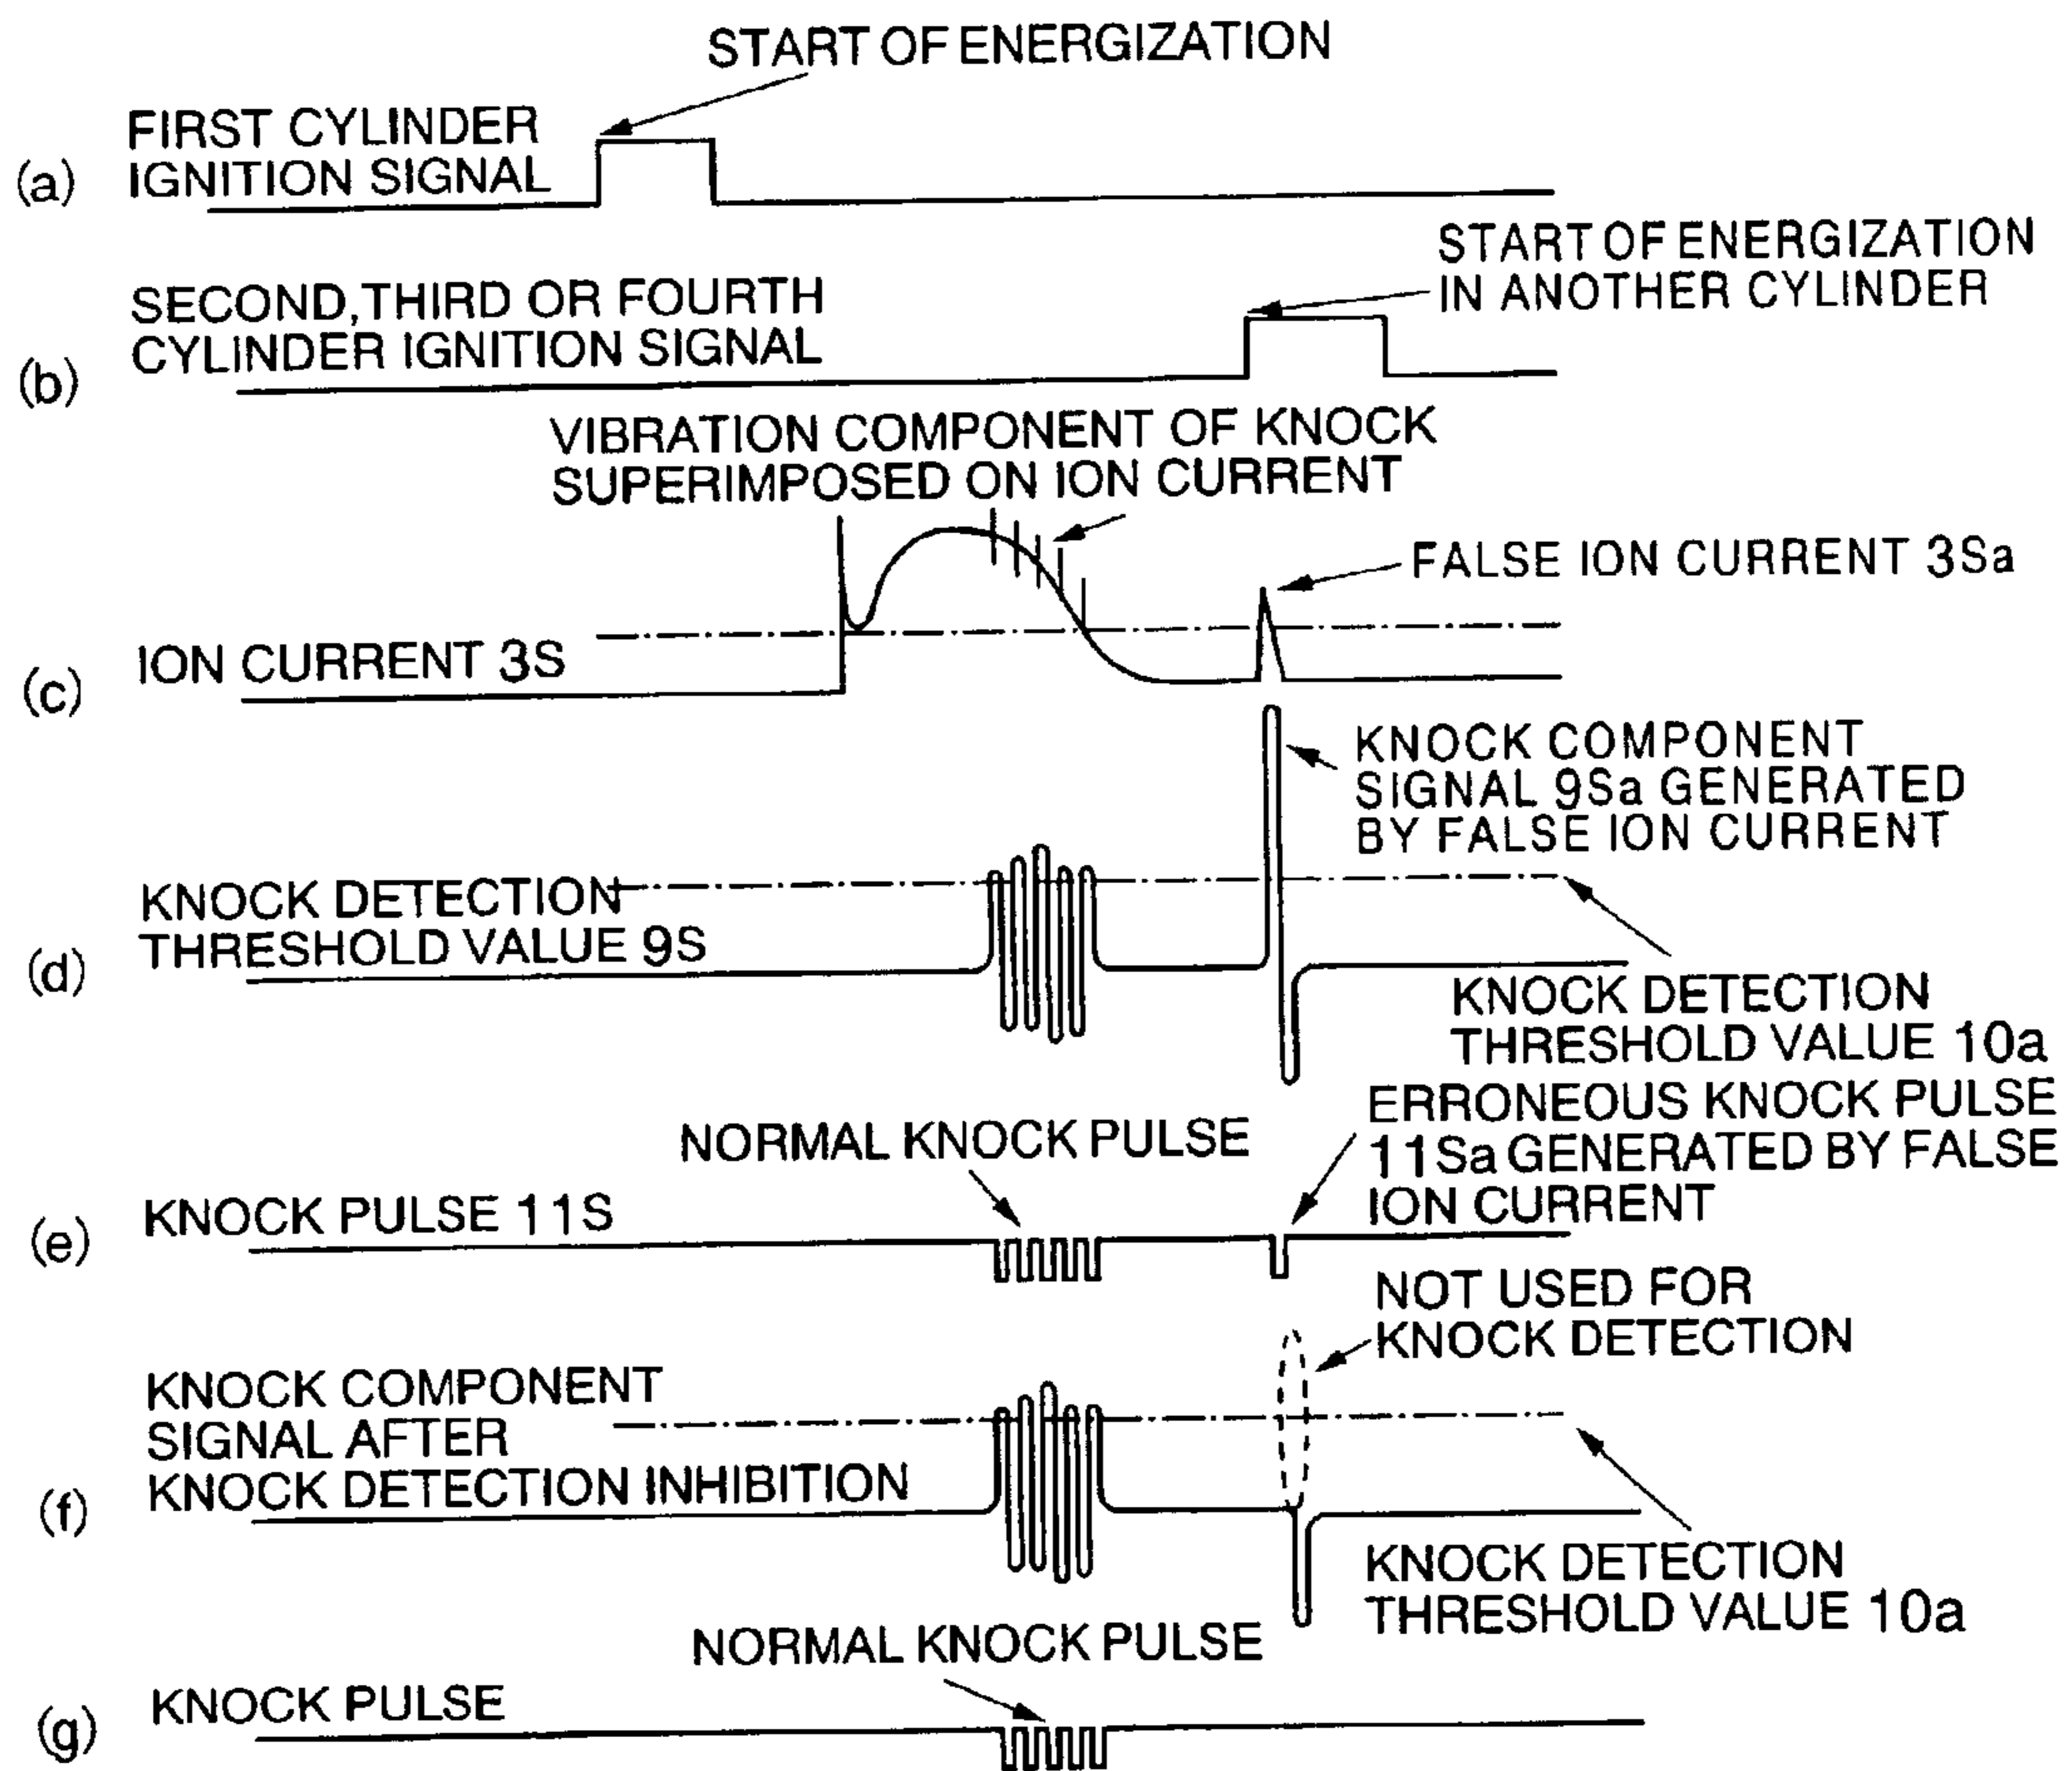 START OF ENERGIZATION
(a)
FIRST CYLINDER
IGNITION SIGNAL
(b)
SECOND, THIRD OR FOURTH
CYLINDER IGNITION SIGNAL
START OF ENERGIZATION
IN ANOTHER CYLINDER
VIBRATION COMPONENT OF KNOCK
SUPERIMPOSED ON ION CURRENT
FALSE ION CURRENT 3Sa
(c)
ION CURRENT 3S
KNOCK COMPONENT
SIGNAL 9Sa GENERATED
BY FALSE ION CURRENT
(d)
KNOCK DETECTION
THRESHOLD VALUE 9S
KNOCK DETECTION
THRESHOLD VALUE 10a
NORMAL KNOCK PULSE
ERRONEOUS KNOCK PULSE
11Sa GENERATED BY FALSE
ION CURRENT
(e)
KNOCK PULSE 11S
NOT USED FOR
KNOCK DETECTION
(f)
KNOCK COMPONENT
SIGNAL AFTER
KNOCK DETECTION INHIBITION
KNOCK DETECTION
THRESHOLD VALUE 10a
NORMAL KNOCK PULSE
(g)
KNOCK PULSE